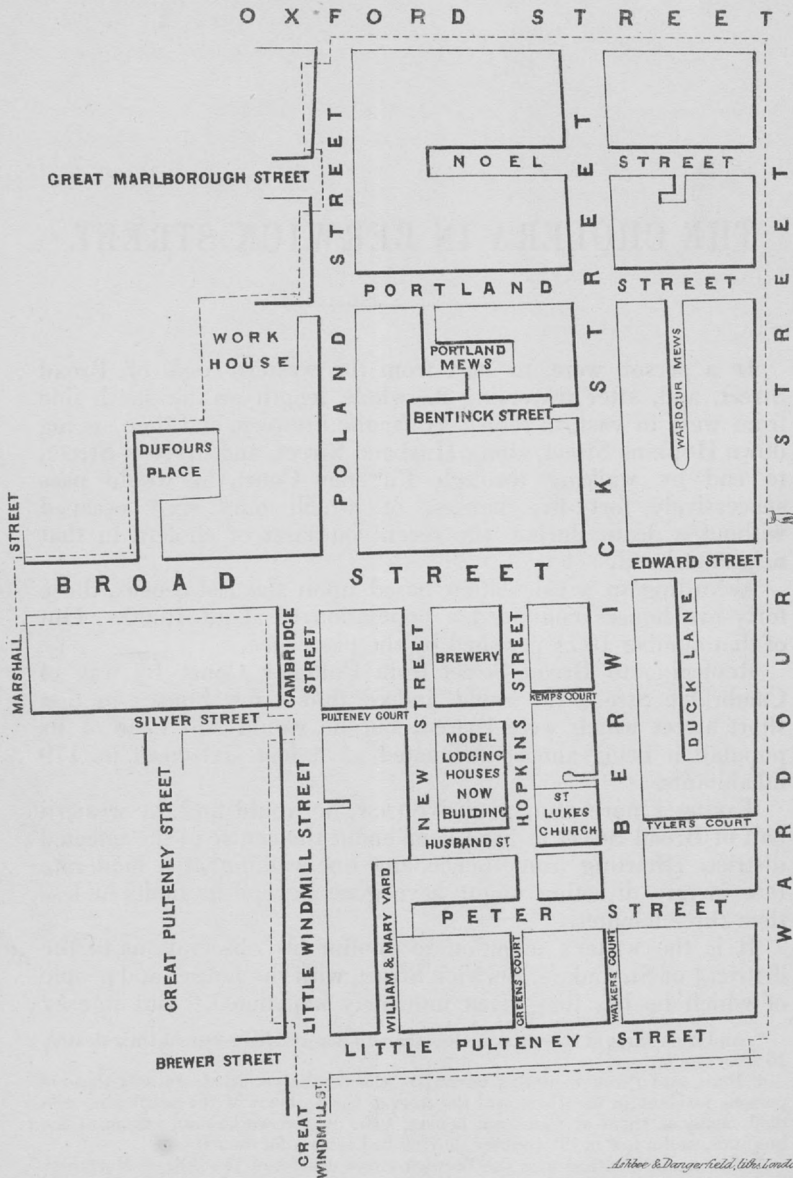 OXFORD STREET
GREAT MARLBOROUGH STREET
NOEL STREET
POLAND STREET
PORTLAND STREET
BERWICK STREET
WARDOUR STREET
WORK
HOUSE
PORTLAND
MEWS
BENTINCK STREET
WARDOUR MEWS
DUFOURS
PLACE
MARSHALL STREET
BROAD STREET
EDWARD STREET
CAMBRIDGE
STREET
NEW STREET
BREWERY
HOPKINS STREET
KEMPS COURT
DUCK LANE
SILVER STREET
PULTENEY COURT
MODEL
LODGING
HOUSES
NOW
BUILDING
ST
LUKES
CHURCH
TYLERS COURT
HUSBAND ST
GREAT PULTENEY STREET
LITTLE WINDMILL STREET
WILLIAM & MARY YARD
PETER STREET
GREENS COURT
WALKERS COURT
BREWER STREET
LITTLE PULTENEY STREET
GREAT
WINDMILL ST
Ashbee & Dangerfield, liths London